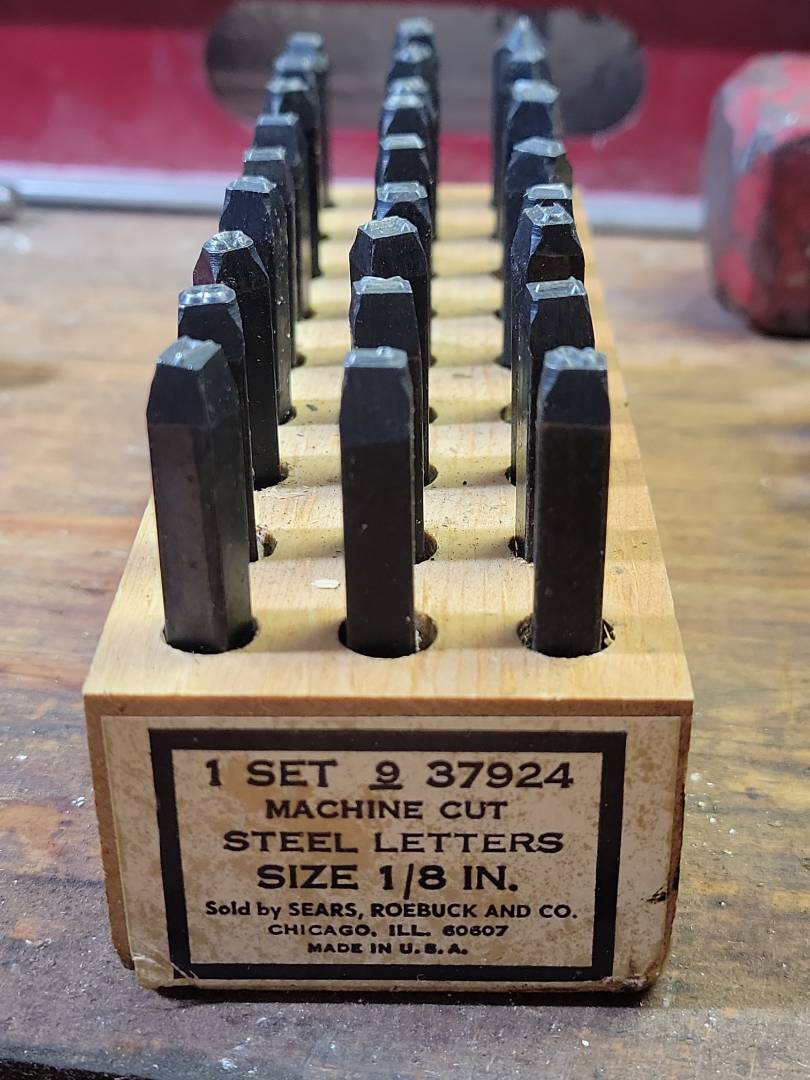 1 SET 9 37924
MACHINE CUT
STEEL LETTERS
SIZE 1/8 IN.
Sold by SEARS, ROEBUCK AND CO.
CHICAGO, ILL. 60607
MADE IN U.S.A.